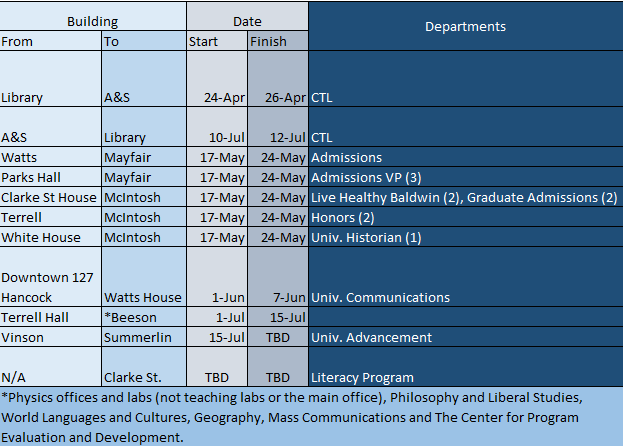 Building Date Departments
From To Start Finish
Library A&S 24-Apr 26-Apr CTL
A&S Library 10-Jul 12-Jul CTL
Watts Mayfair 17-May 24-May Admissions
Parks Hall Mayfair 17-May 24-May Admissions VP (3)
Clarke St House McIntosh 17-May 24-May Live Healthy Baldwin (2), Graduate Admissions (2)
Terrell McIntosh 17-May 24-May Honors (2)
White House McIntosh 17-May 24-May Univ. Historian (1)
Downtown 127
Hancock Watts House 1-Jun 7-Jun Univ. Communications
Terrell Hall *Beeson 1-Jul 15-Jul
Vinson Summerlin 15-Jul TBD Univ. Advancement
N/A Clarke St. TBD TBD Literacy Program
*Physics offices and labs (not teaching labs or the main office), Philosophy and Liberal Studies,
World Languages and Cultures, Geography, Mass Communications and The Center for Program
Evaluation and Development.